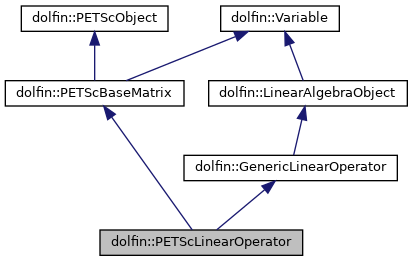 dolfin::PETScObject
dolfin::Variable
dolfin::PETScBaseMatrix
dolfin::LinearAlgebraObject
dolfin::GenericLinearOperator
dolfin::PETScLinearOperator